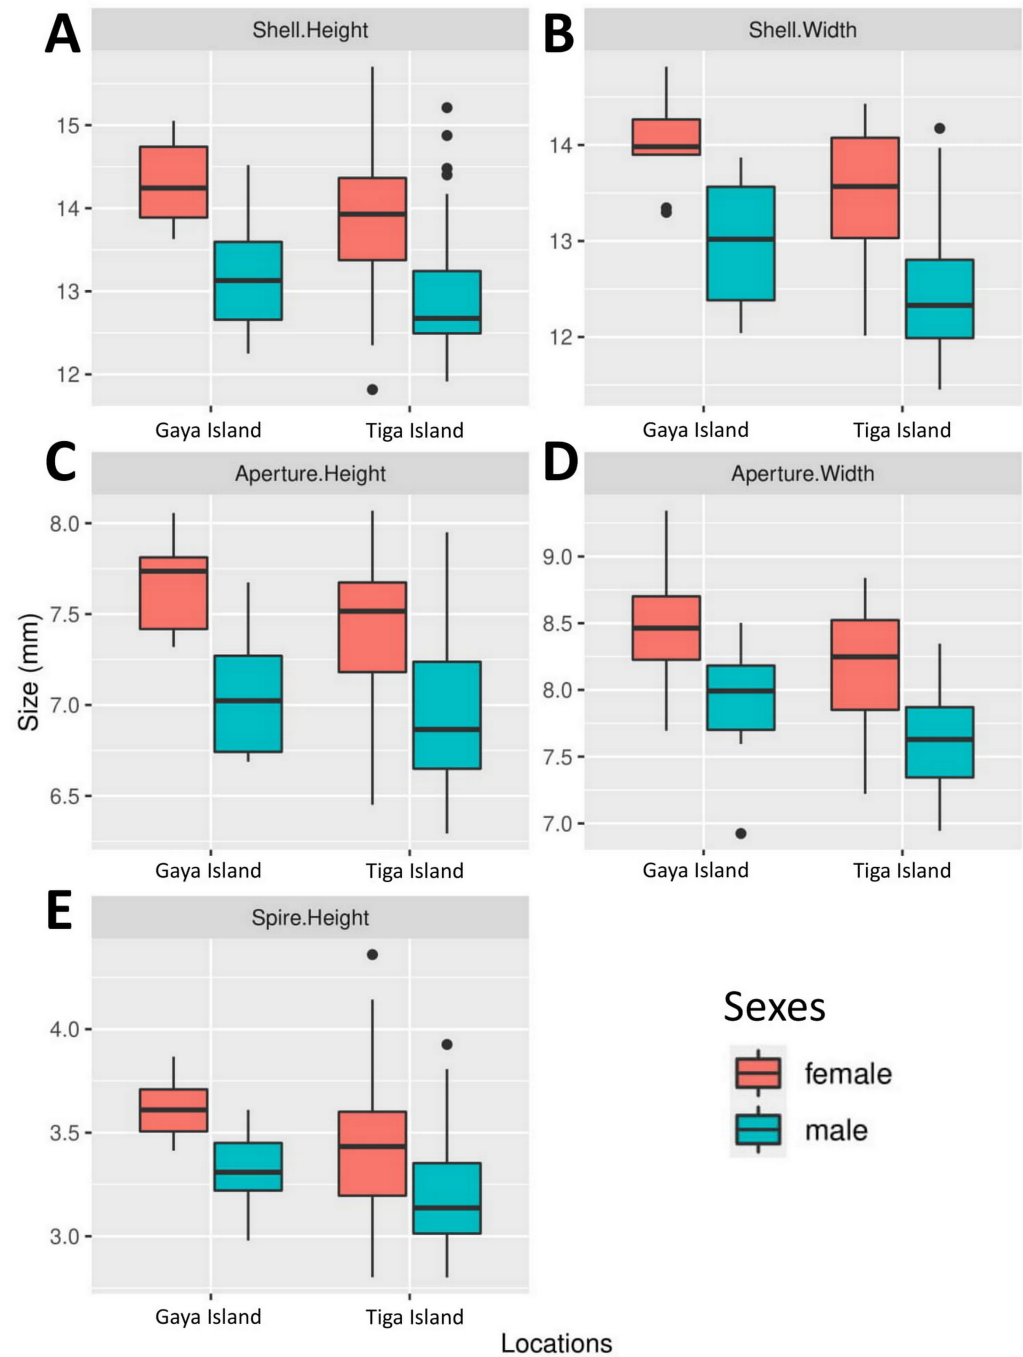 A
Shell.Height
15
14
13
12
Gaya Island
Tiga Island
B
Shell.Width
14
13
12
Gaya Island
Tiga Island
C
Aperture.Height
8.0
7.5
7.0
6.5
Gaya Island
Tiga Island
D
Aperture.Width
9.0
8.5
8.0
7.5
7.0
Gaya Island
Tiga Island
Size (mm)
E
Spire.Height
4.0
3.5
3.0
Gaya Island
Tiga Island
Sexes
female
male
Locations